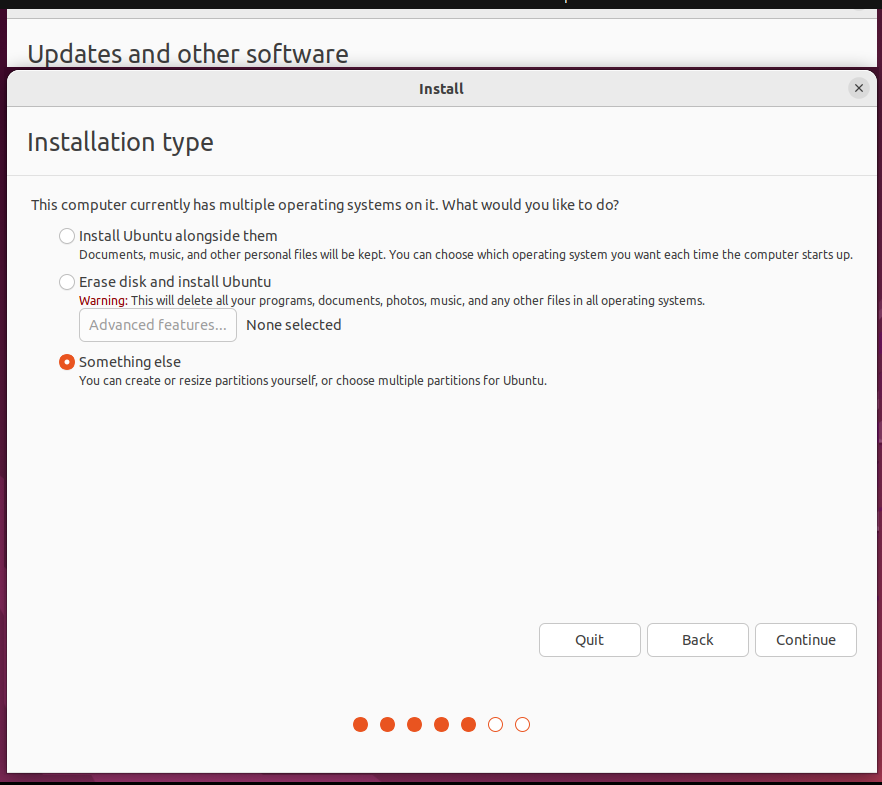 Updates and other software
Install
Installation type
This computer currently has multiple operating systems on it. What would you like to do?
Install Ubuntu alongside them
Documents, music, and other personal files will be kept. You can choose which operating system you want each time the computer starts up.
Erase disk and install Ubuntu
Warning: This will delete all your programs, documents, photos, music, and any other files in all operating systems.
Advanced features... None selected
Something else
You can create or resize partitions yourself, or choose multiple partitions for Ubuntu.
Quit Back Continue